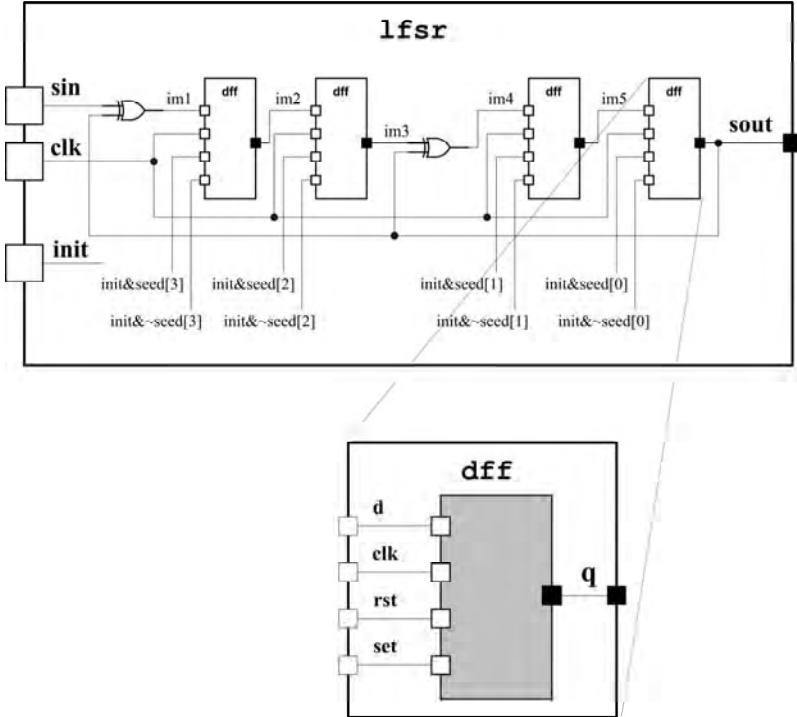 lfsr
sin
clk
init
im1
dff
im2
dff
im3
im4
dff
im5
dff
sout
init&seed[3]
init&seed[2]
init&seed[1]
init&seed[0]
init&~seed[3]
init&~seed[2]
init&~seed[1]
init&~seed[0]
dff
d
clk
rst
set
q